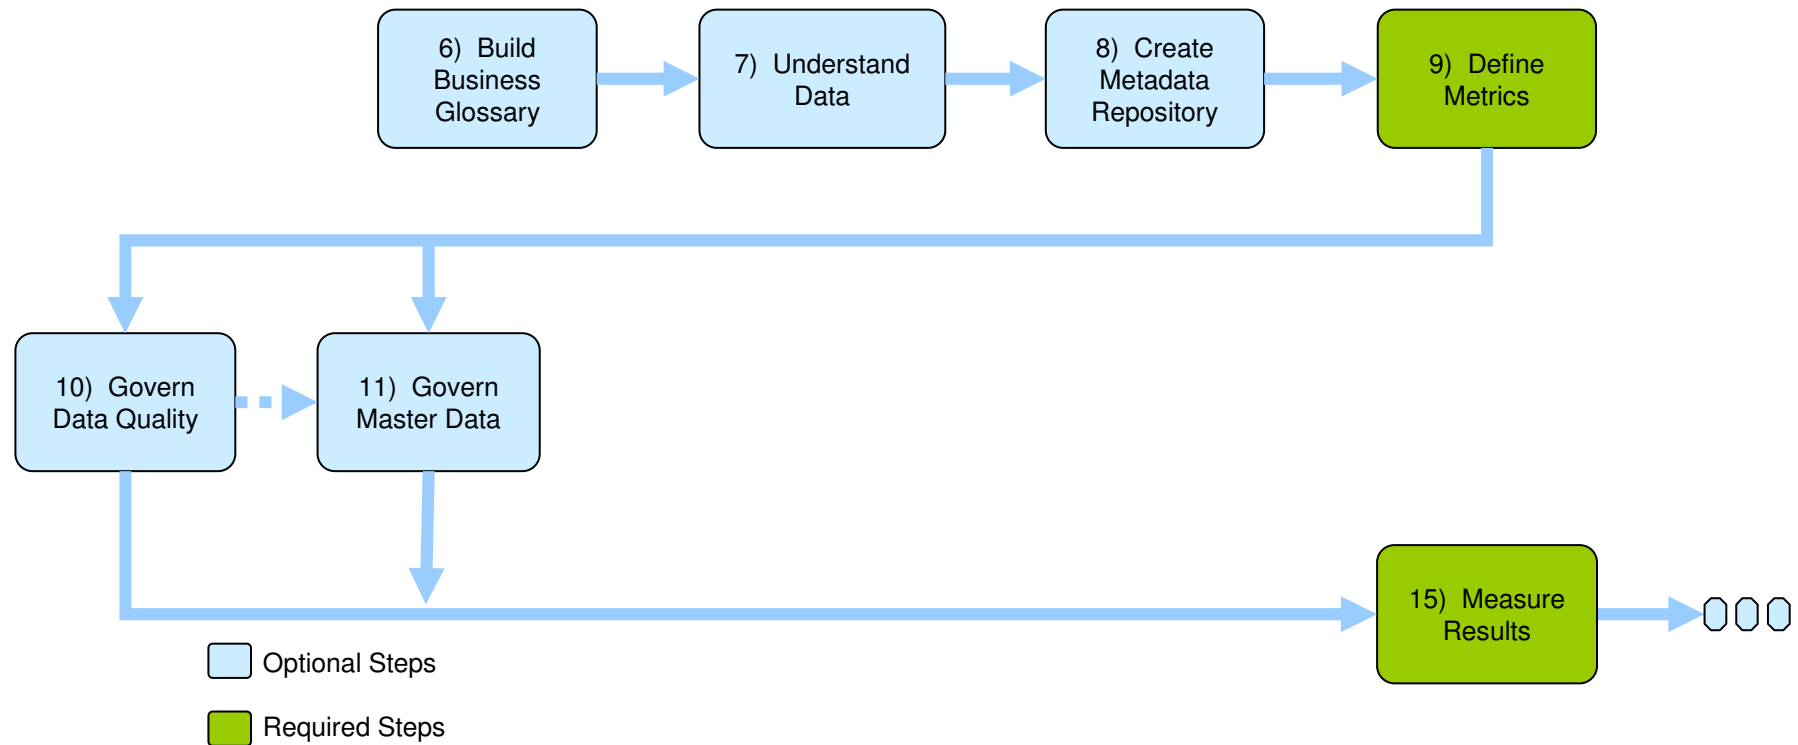 6) Build
Business
Glossary
7) Understand
Data
8) Create
Metadata
Repository
9) Define
Metrics
10) Govern
Data Quality
11) Govern
Master Data
15) Measure
Results
Optional Steps
Required Steps